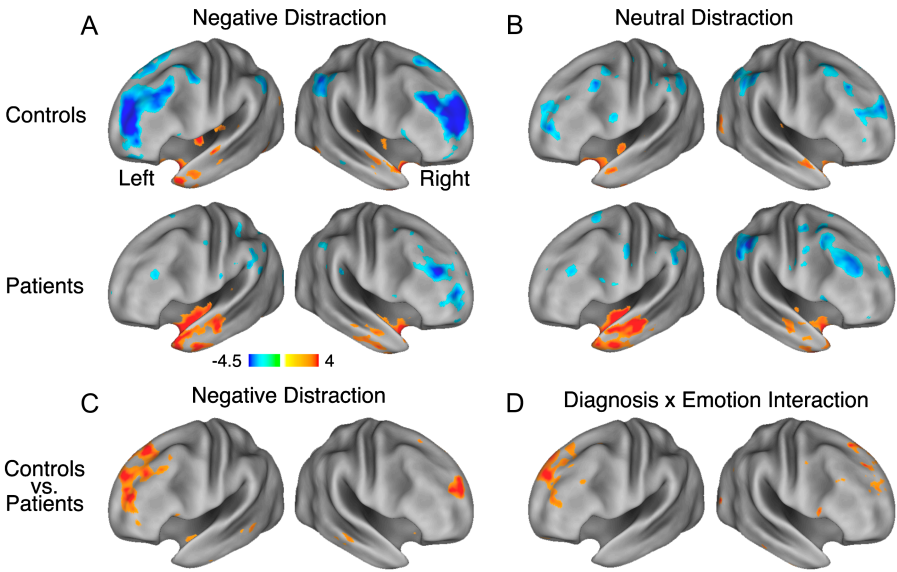 A
Negative Distraction
B
Neutral Distraction
Controls
Left
Right
Patients
-4.5
4
C
Negative Distraction
D
Diagnosis x Emotion Interaction
Controls
vs.
Patients